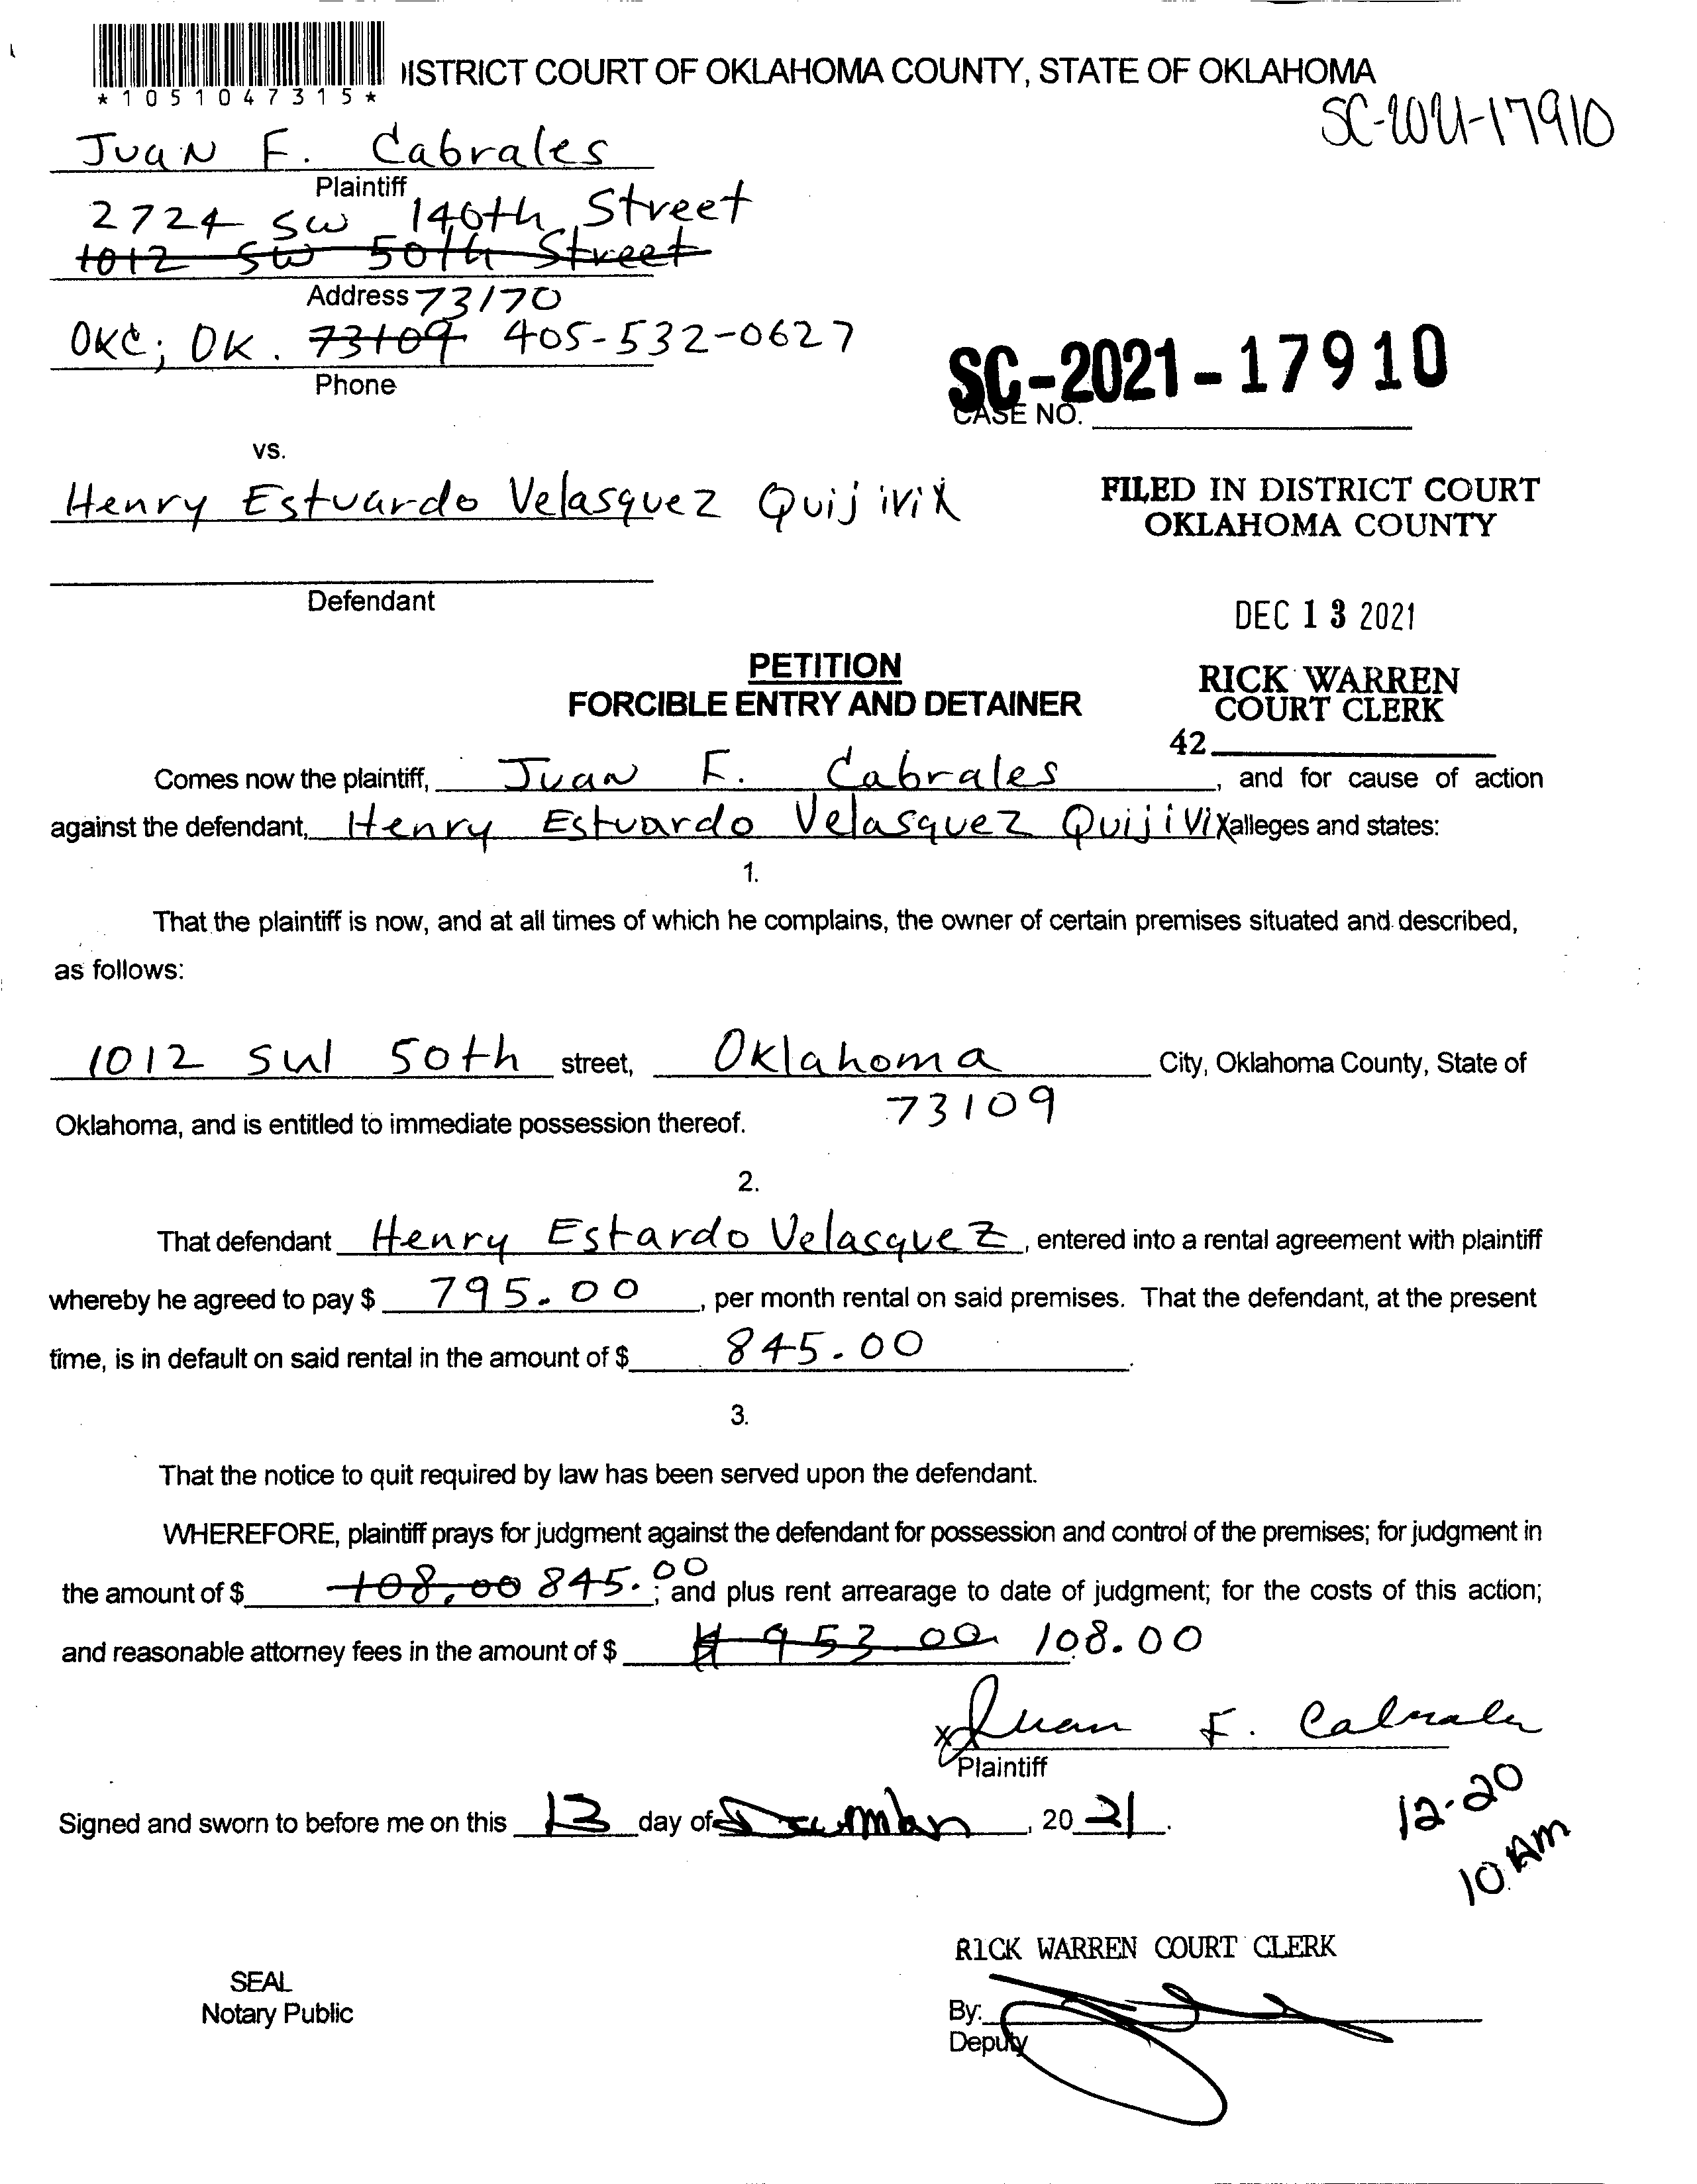 *1051047315*
ISTRICT COURT OF OKLAHOMA COUNTY, STATE OF OKLAHOMA
SC-2021-17910
Juan F. Cabrales
Plaintiff
2724 SW 140th Street
1012 SW 50th Street
Address 73170
OKC; OK. 73109 405-532-0627
Phone
SC-2021-17910
CASE NO.
vs.
Henry Estuardo Velasquez Quijivix
Defendant
FILED IN DISTRICT COURT
OKLAHOMA COUNTY
DEC 13 2021
RICK WARREN
COURT CLERK
42
PETITION
FORCIBLE ENTRY AND DETAINER
Comes now the plaintiff, Juan F. Cabrales, and for cause of action
against the defendant, Henry Estuardo Velasquez Quijivix alleges and states:
1.
That the plaintiff is now, and at all times of which he complains, the owner of certain premises situated and described,
as follows:
1012 SW 50th street, Oklahoma City, Oklahoma County, State of
73109
Oklahoma, and is entitled to immediate possession thereof.
2.
That defendant Henry Estardo Velasquez, entered into a rental agreement with plaintiff
whereby he agreed to pay $ 795.00, per month rental on said premises. That the defendant, at the present
time, is in default on said rental in the amount of $ 845.00.
3.
That the notice to quit required by law has been served upon the defendant.
WHEREFORE, plaintiff prays for judgment against the defendant for possession and control of the premises; for judgment in
the amount of $ 108.00 845.00; and plus rent arrearage to date of judgment; for the costs of this action;
and reasonable attorney fees in the amount of $ 953.00 108.00
x Juan F. Cabrales
Plaintiff
Signed and sworn to before me on this 13 day of December, 2021.
12-20
10 AM
RICK WARREN COURT CLERK
SEAL
Notary Public
By:
Deputy